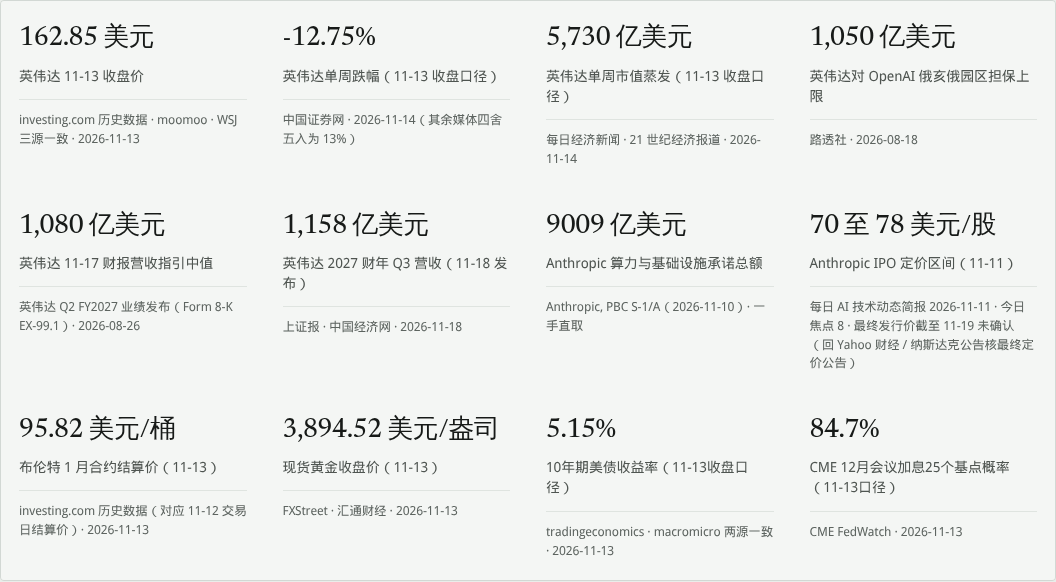 162.85 美元
英伟达 11-13 收盘价
investing.com 历史数据 · moomoo · WSJ
三源一致 · 2026-11-13
-12.75%
英伟达单周跌幅（11-13 收盘口径）
中国证券网 · 2026-11-14（其余媒体四舍
五入为 13%）
5,730 亿美元
英伟达单周市值蒸发（11-13 收盘口
径）
每日经济新闻 · 21 世纪经济报道 · 2026-
11-14
1,050 亿美元
英伟达对 OpenAI 俄亥俄园区担保上
限
路透社 · 2026-08-18
1,080 亿美元
英伟达 11-17 财报营收指引中值
英伟达 Q2 FY2027 业绩发布（Form 8-K
EX-99.1）· 2026-08-26
1,158 亿美元
英伟达 2027 财年 Q3 营收（11-18 发
布）
上证报 · 中国经济网 · 2026-11-18
9009 亿美元
Anthropic 算力与基础设施承诺总额
Anthropic, PBC S-1/A（2026-11-10）· 一
手直取
70 至 78 美元/股
Anthropic IPO 定价区间（11-11）
每日 AI 技术动态简报 2026-11-11 · 今日
焦点 8 · 最终发行价截至 11-19 未确认
（回 Yahoo 财经 / 纳斯达克公告核最终定
价公告）
95.82 美元/桶
布伦特 1 月合约结算价（11-13）
investing.com 历史数据（对应 11-12 交易
日结算价）· 2026-11-13
3,894.52 美元/盎司
现货黄金收盘价（11-13）
FXStreet · 汇通财经 · 2026-11-13
5.15%
10年期美债收益率（11-13收盘口
径）
tradingeconomics · macromicro 两源一致
· 2026-11-13
84.7%
CME 12月会议加息25个基点概率
（11-13口径）
CME FedWatch · 2026-11-13